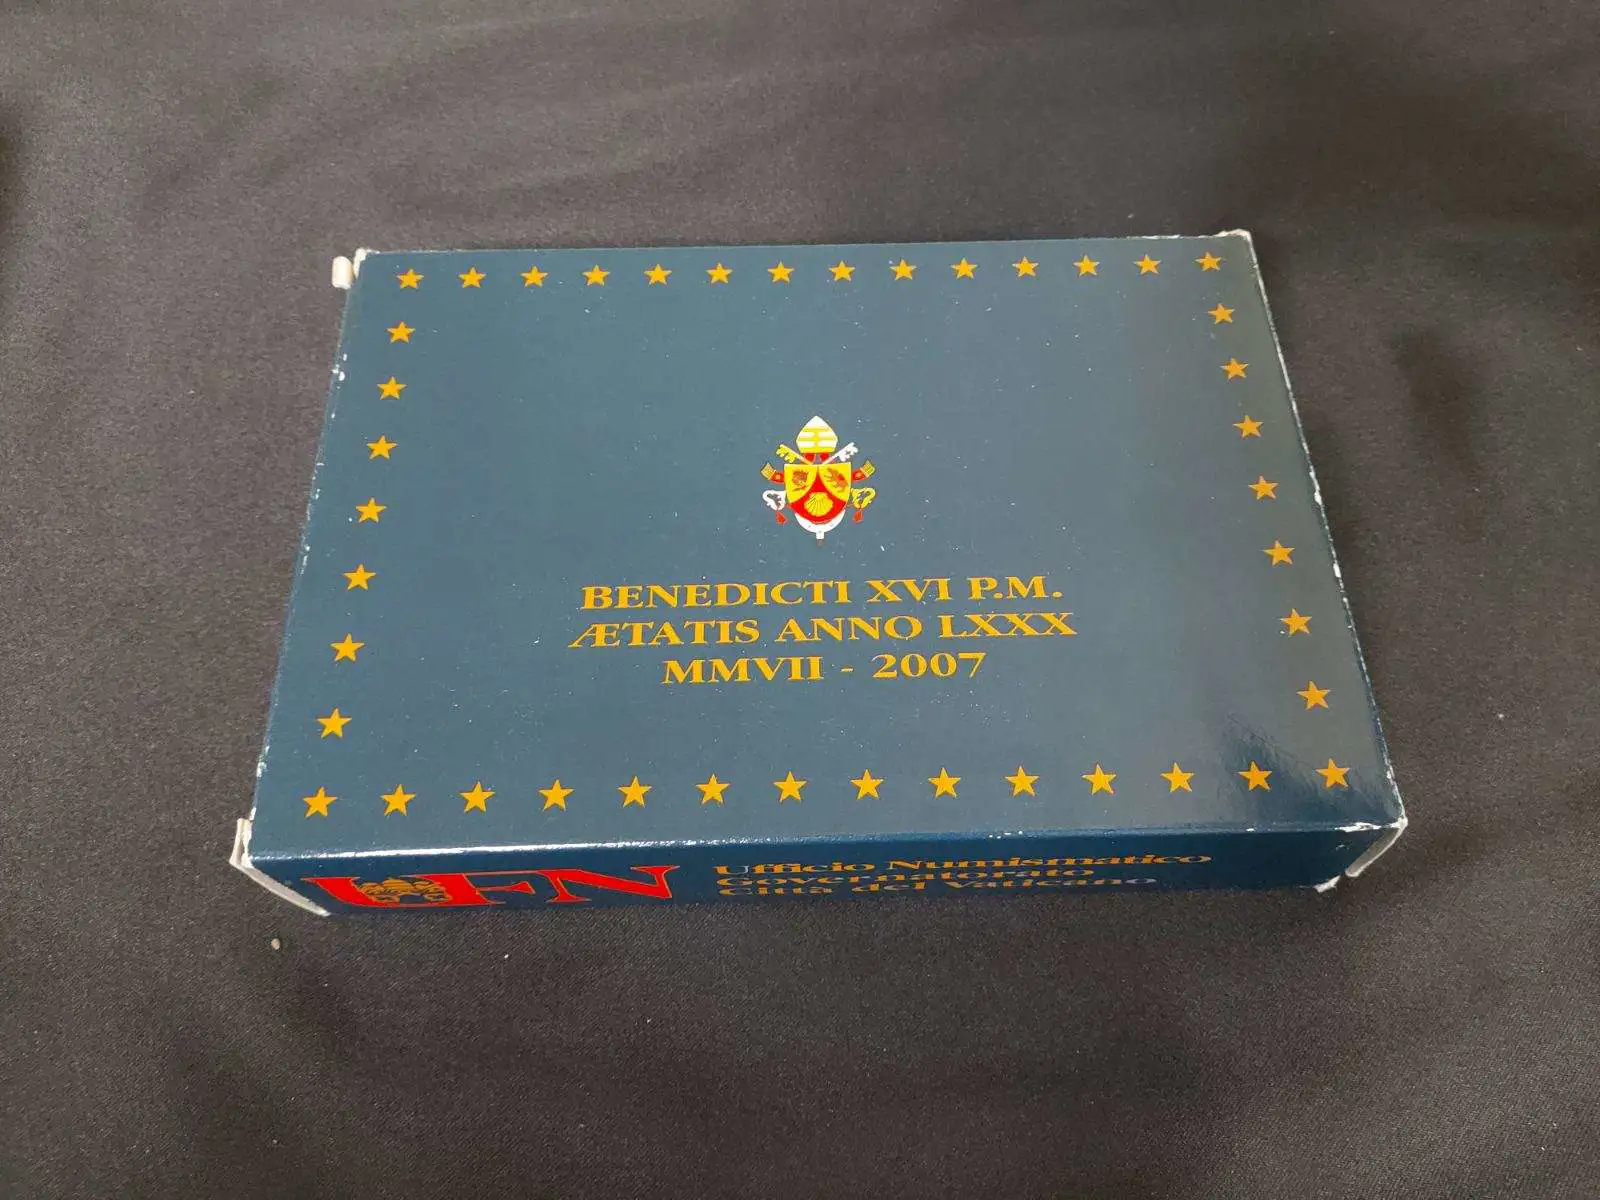 BENEDICTI XVI P.M.
ÆTATIS ANNO LXXX
MMVII - 2007
UFN
Ufficio Numismatico
Governatorato
Città del Vaticano